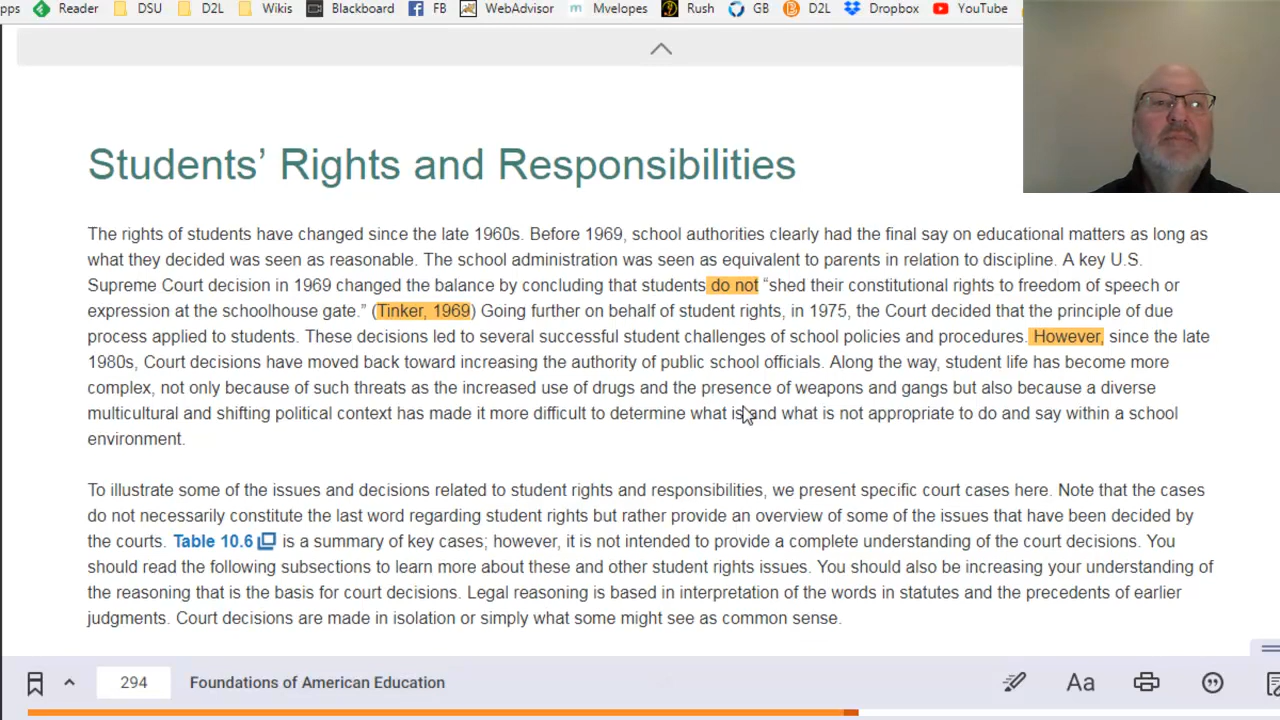 pps Reader DSU D2L Wikis Blackboard FB WebAdvisor Mvelopes Rush GB D2L Dropbox YouTube
Students’ Rights and Responsibilities
The rights of students have changed since the late 1960s. Before 1969, school authorities clearly had the final say on educational matters as long as
what they decided was seen as reasonable. The school administration was seen as equivalent to parents in relation to discipline. A key U.S.
Supreme Court decision in 1969 changed the balance by concluding that students do not “shed their constitutional rights to freedom of speech or
expression at the schoolhouse gate.” (Tinker, 1969) Going further on behalf of student rights, in 1975, the Court decided that the principle of due
process applied to students. These decisions led to several successful student challenges of school policies and procedures. However, since the late
1980s, Court decisions have moved back toward increasing the authority of public school officials. Along the way, student life has become more
complex, not only because of such threats as the increased use of drugs and the presence of weapons and gangs but also because a diverse
multicultural and shifting political context has made it more difficult to determine what is and what is not appropriate to do and say within a school
environment.
To illustrate some of the issues and decisions related to student rights and responsibilities, we present specific court cases here. Note that the cases
do not necessarily constitute the last word regarding student rights but rather provide an overview of some of the issues that have been decided by
the courts. Table 10.6 is a summary of key cases; however, it is not intended to provide a complete understanding of the court decisions. You
should read the following subsections to learn more about these and other student rights issues. You should also be increasing your understanding of
the reasoning that is the basis for court decisions. Legal reasoning is based in interpretation of the words in statutes and the precedents of earlier
judgments. Court decisions are made in isolation or simply what some might see as common sense.
294 Foundations of American Education Aa